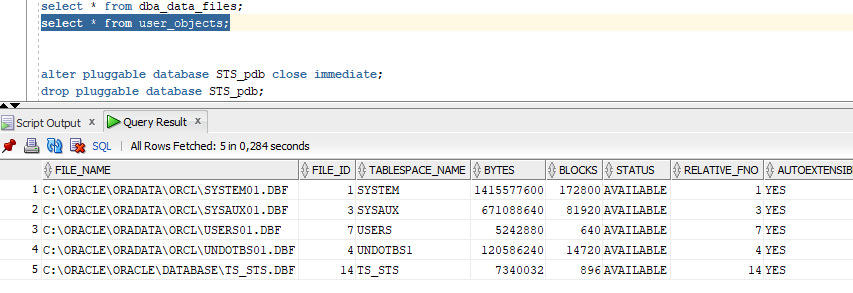 select * from dba_data_files;
select * from user_objects;
alter pluggable database STS_pdb close immediate;
drop pluggable database STS_pdb;
Script Output x Query Result x
SQL | All Rows Fetched: 5 in 0,284 seconds
FILE_NAME FILE_ID TABLESPACE_NAME BYTES BLOCKS STATUS RELATIVE_FNO AUTOEXTENSIB
1 C:\ORACLE\ORADATA\ORCL\SYSTEM01.DBF 1 SYSTEM 1415577600 172800 AVAILABLE 1 YES
2 C:\ORACLE\ORADATA\ORCL\SYSAUX01.DBF 3 SYSAUX 671088640 81920 AVAILABLE 3 YES
3 C:\ORACLE\ORADATA\ORCL\USERS01.DBF 7 USERS 5242880 640 AVAILABLE 7 YES
4 C:\ORACLE\ORADATA\ORCL\UNDOTBS01.DBF 4 UNDOTBS1 120586240 14720 AVAILABLE 4 YES
5 C:\ORACLE\ORACLE\DATABASE\TS_STS.DBF 14 TS_STS 7340032 896 AVAILABLE 14 YES